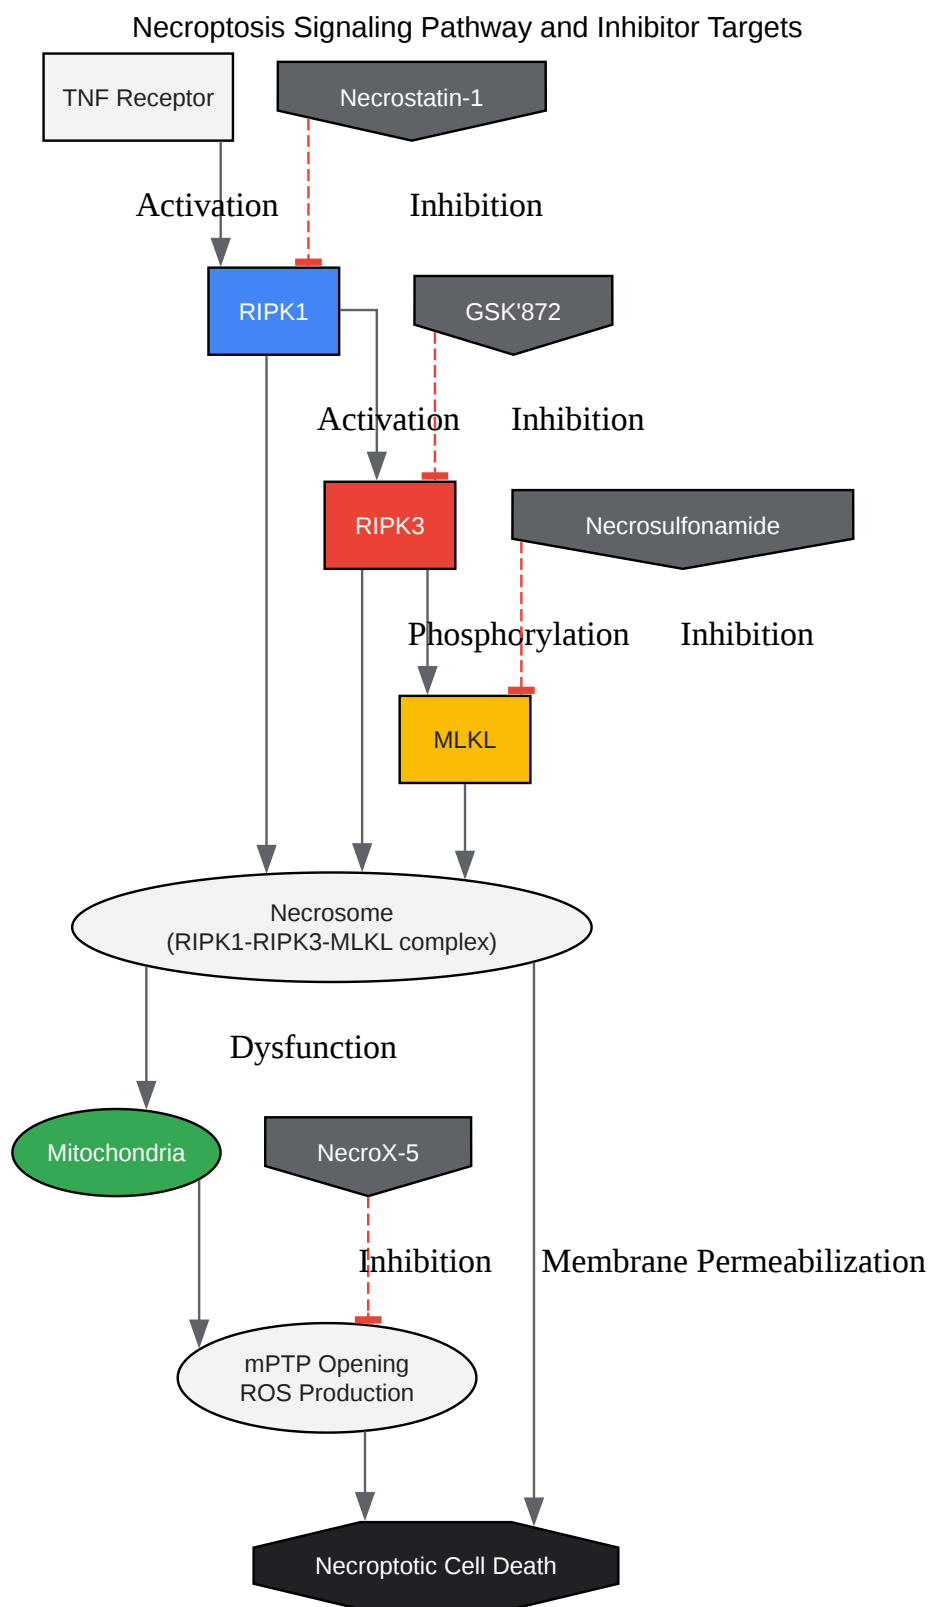 Necroptosis Signaling Pathway and Inhibitor Targets
TNF Receptor
Necrostatin-1
Activation
Inhibition
RIPK1
GSK'872
Activation
Inhibition
RIPK3
Necrosulfonamide
Phosphorylation
Inhibition
MLKL
Necrosome
(RIPK1-RIPK3-MLKL complex)
Dysfunction
Mitochondria
NecroX-5
Inhibition
Membrane Permeabilization
mPTP Opening
ROS Production
Necroptotic Cell Death